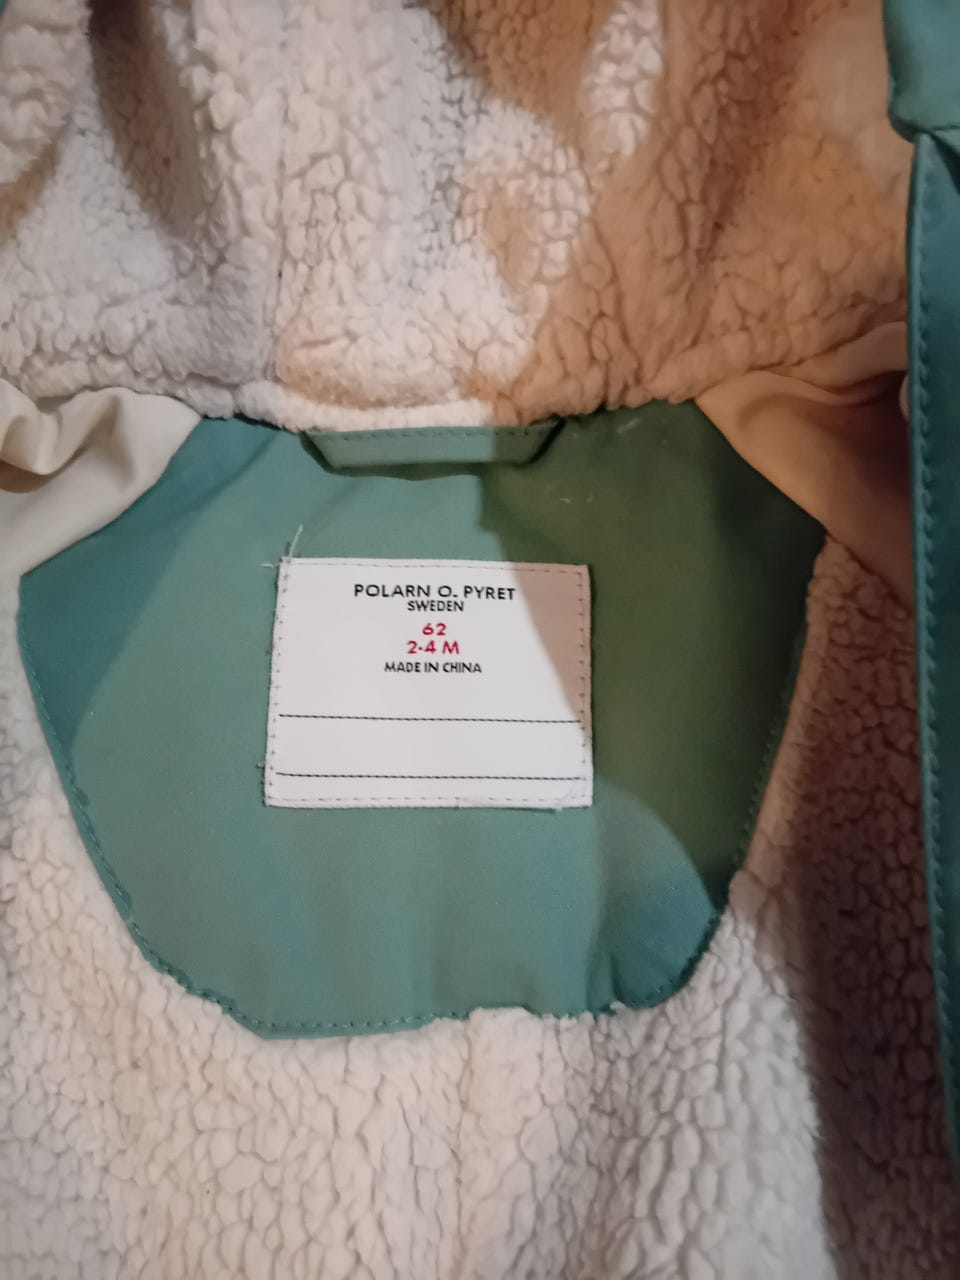 POLARN O. PYRET
SWEDEN
62
2-4 M
MADE IN CHINA